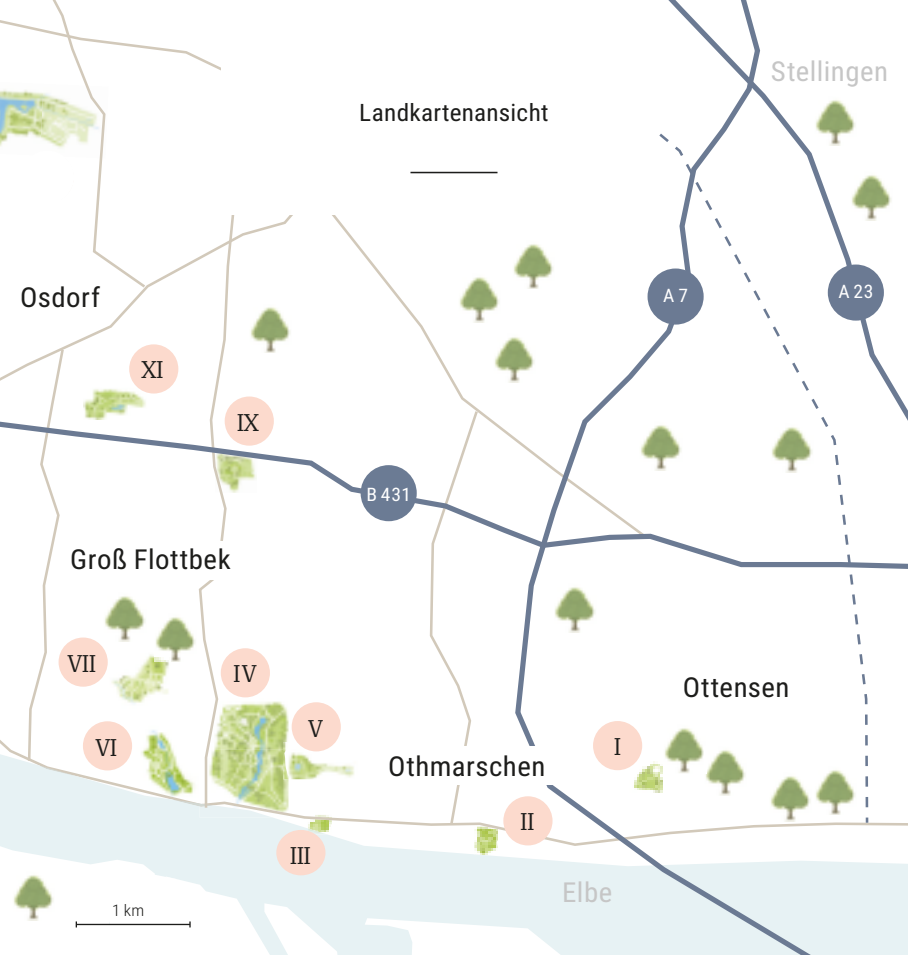 Stellingen
Landkartenansicht
A 7
A 23
Osdorf
XI
IX
B 431
Groß Flottbek
VII
IV
Ottensen
V
VI
I
Othmarschen
II
III
Elbe
1 km